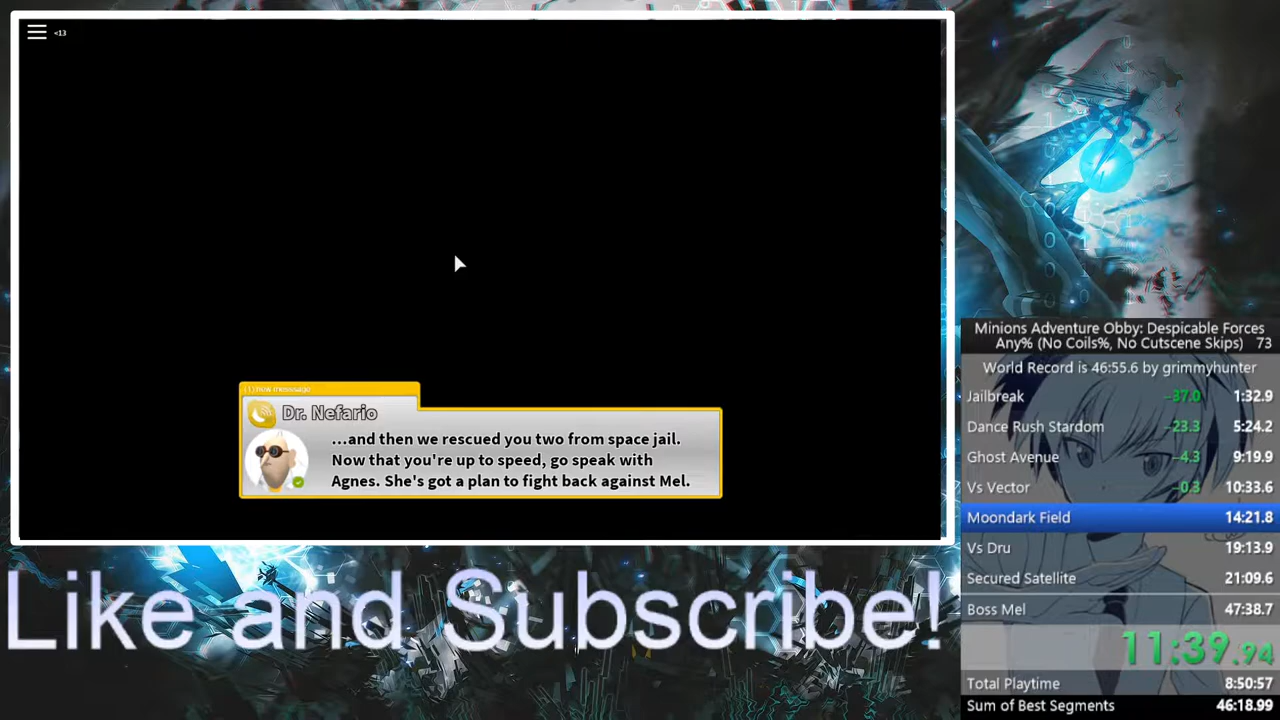 <13
(1) new messsage
Dr. Nefario
...and then we rescued you two from space jail.
Now that you're up to speed, go speak with
Agnes. She's got a plan to fight back against Mel.
Like and Subscribe!
Minions Adventure Obby: Despicable Forces
Any% (No Coils%, No Cutscene Skips) 73
World Record is 46:55.6 by grimmyhunter
Jailbreak -37.0 1:32.9
Dance Rush Stardom -23.3 5:24.2
Ghost Avenue -4.3 9:19.9
Vs Vector -0.3 10:33.6
Moondark Field 14:21.8
Vs Dru 19:13.9
Secured Satellite 21:09.6
Boss Mel 47:38.7
11:39.94
Total Playtime 8:50:57
Sum of Best Segments 46:18.99